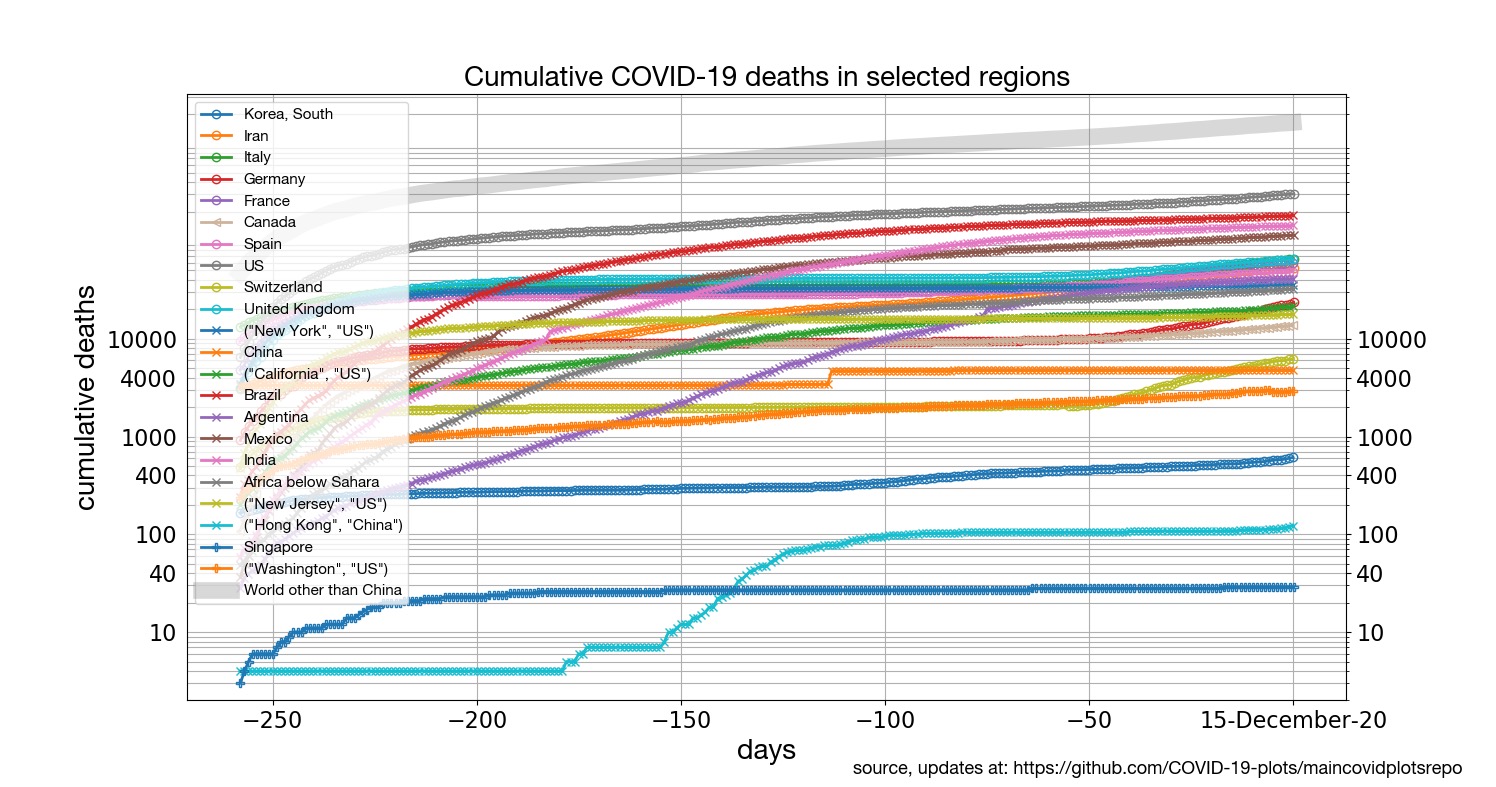 Cumulative COVID-19 deaths in selected regions
cumulative deaths
10000
4000
1000
400
100
40
10
Korea, South
Iran
Italy
Germany
France
Canada
Spain
US
Switzerland
United Kingdom
("New York", "US")
China
("California", "US")
Brazil
Argentina
Mexico
India
Africa below Sahara
("New Jersey", "US")
("Hong Kong", "China")
Singapore
("Washington", "US")
World other than China
10000
4000
1000
400
100
40
10
−250 −200 −150 −100 −50 15-December-20
days
source, updates at: https://github.com/COVID-19-plots/maincovidplotsrepo